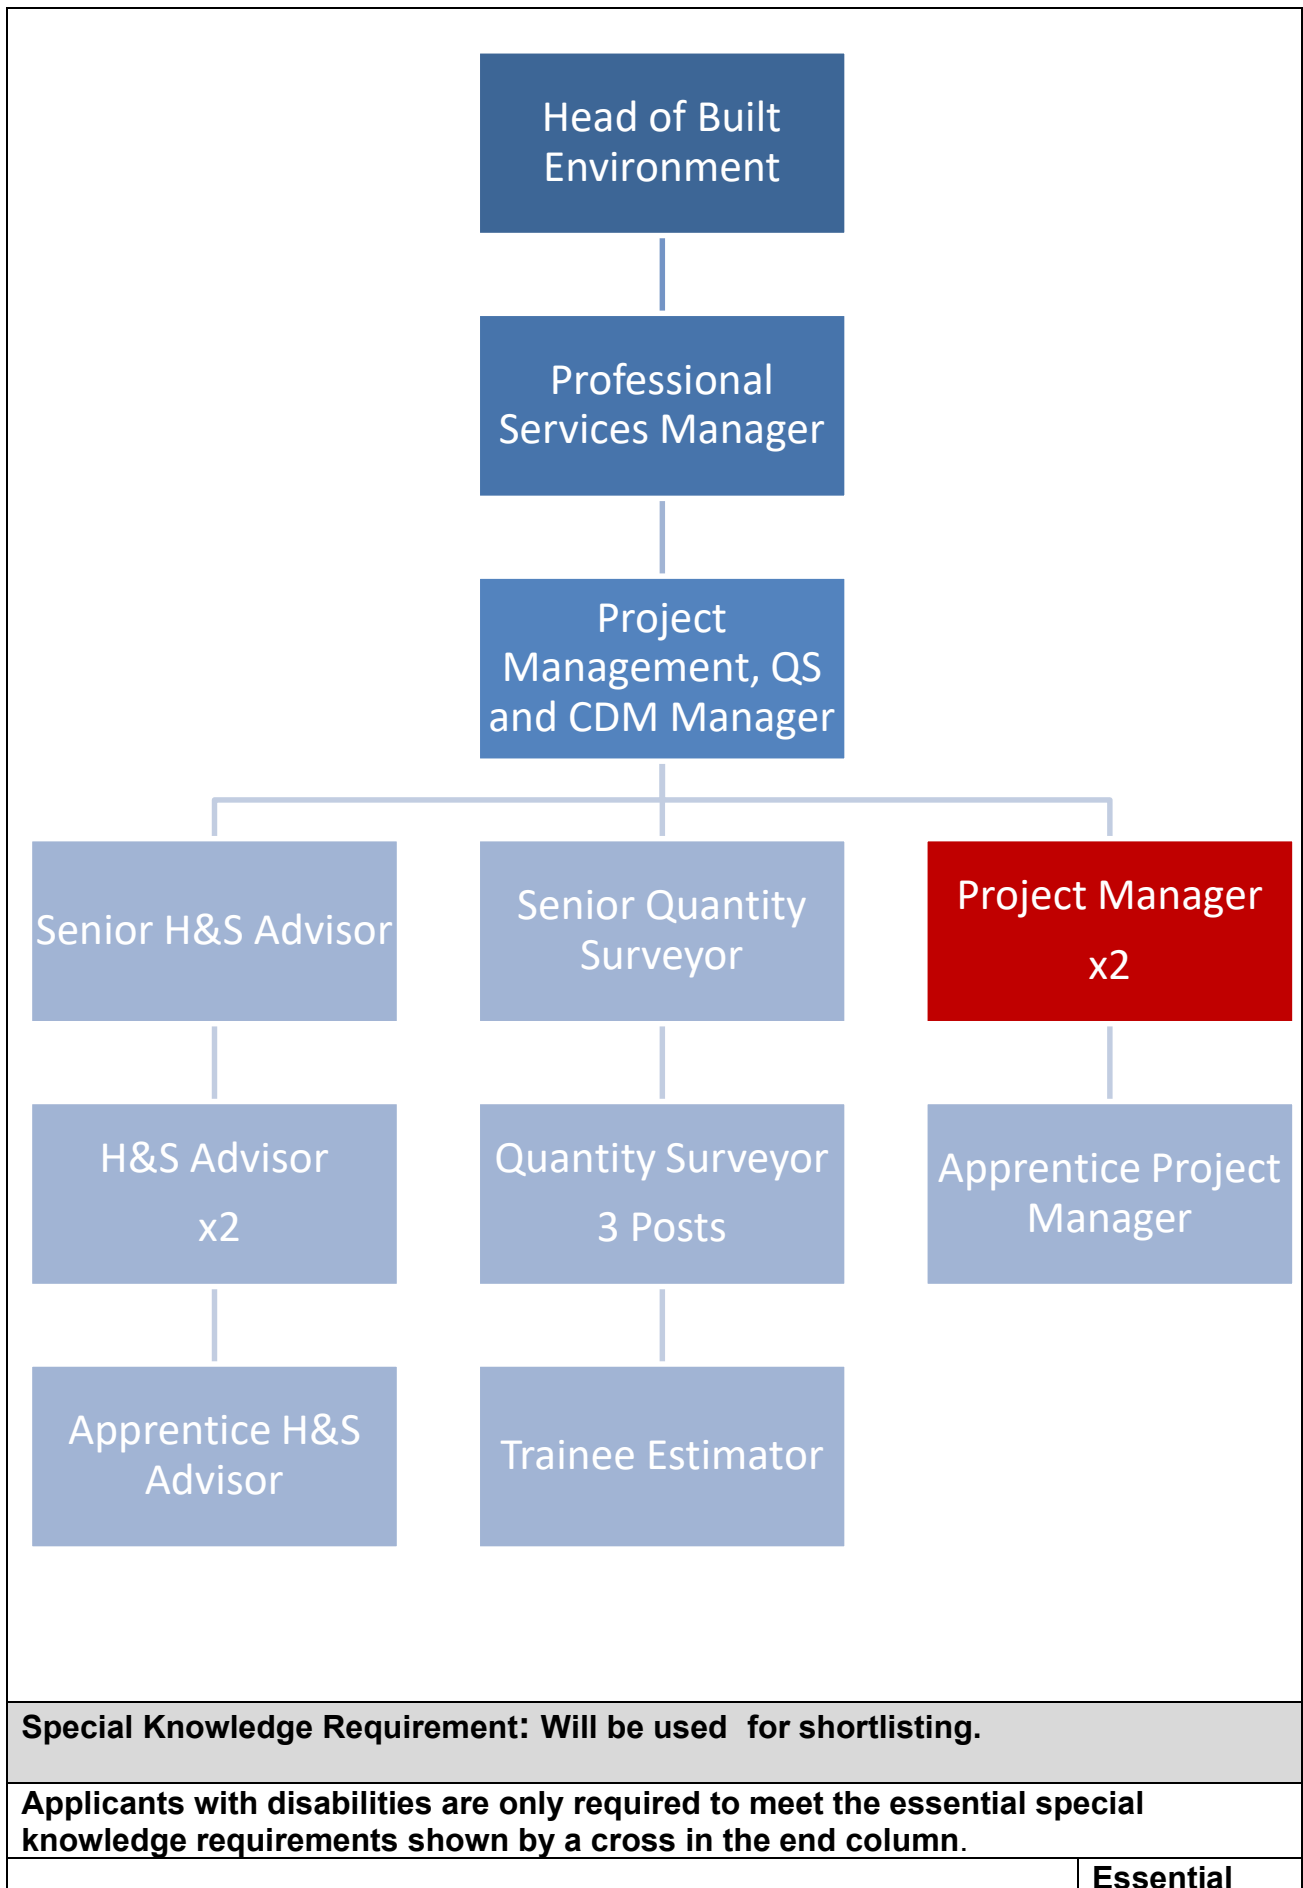 Head of Built
Environment
Professional
Services Manager
Project
Management, QS
and CDM Manager
Senior H&S Advisor
Senior Quantity
Surveyor
Project Manager
x2
H&S Advisor
x2
Quantity Surveyor
3 Posts
Apprentice Project
Manager
Apprentice H&S
Advisor
Trainee Estimator
Special Knowledge Requirement: Will be used  for shortlisting.
Applicants with disabilities are only required to meet the essential special
knowledge requirements shown by a cross in the end column.
Essential